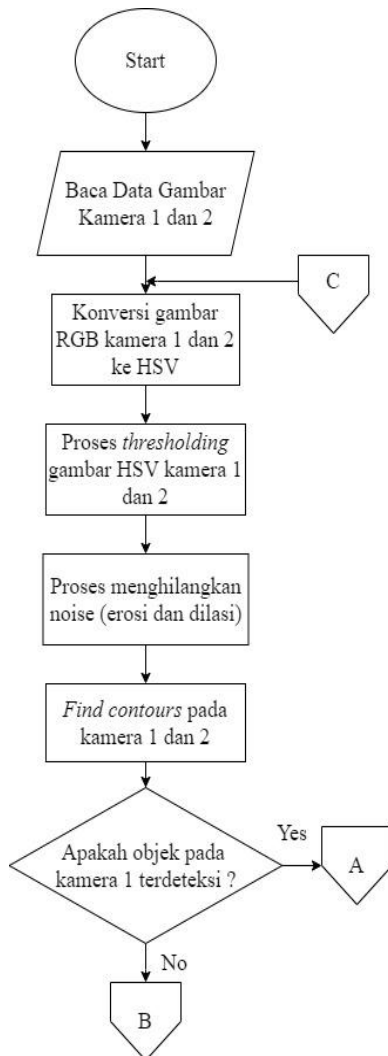 Start
Baca Data Gambar
Kamera 1 dan 2
C
Konversi gambar
RGB kamera 1 dan 2
ke HSV
Proses thresholding
gambar HSV kamera 1
dan 2
Proses menghilangkan
noise (erosi dan dilasi)
Find contours pada
kamera 1 dan 2
Apakah objek pada
kamera 1 terdeteksi ?
Yes
A
No
B